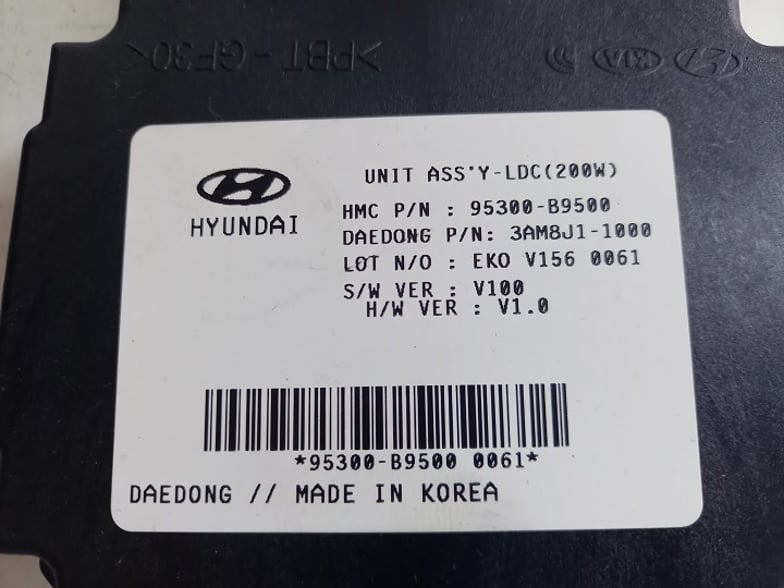 >PBT-GF30<
KIA
HYUNDAI
UNIT ASS'Y-LDC(200W)
HMC P/N : 95300-B9500
DAEDONG P/N: 3AM8J1-1000
LOT N/O : EKO V156 0061
S/W VER : V100
H/W VER : V1.0
*95300-B9500 0061*
DAEDONG // MADE IN KOREA